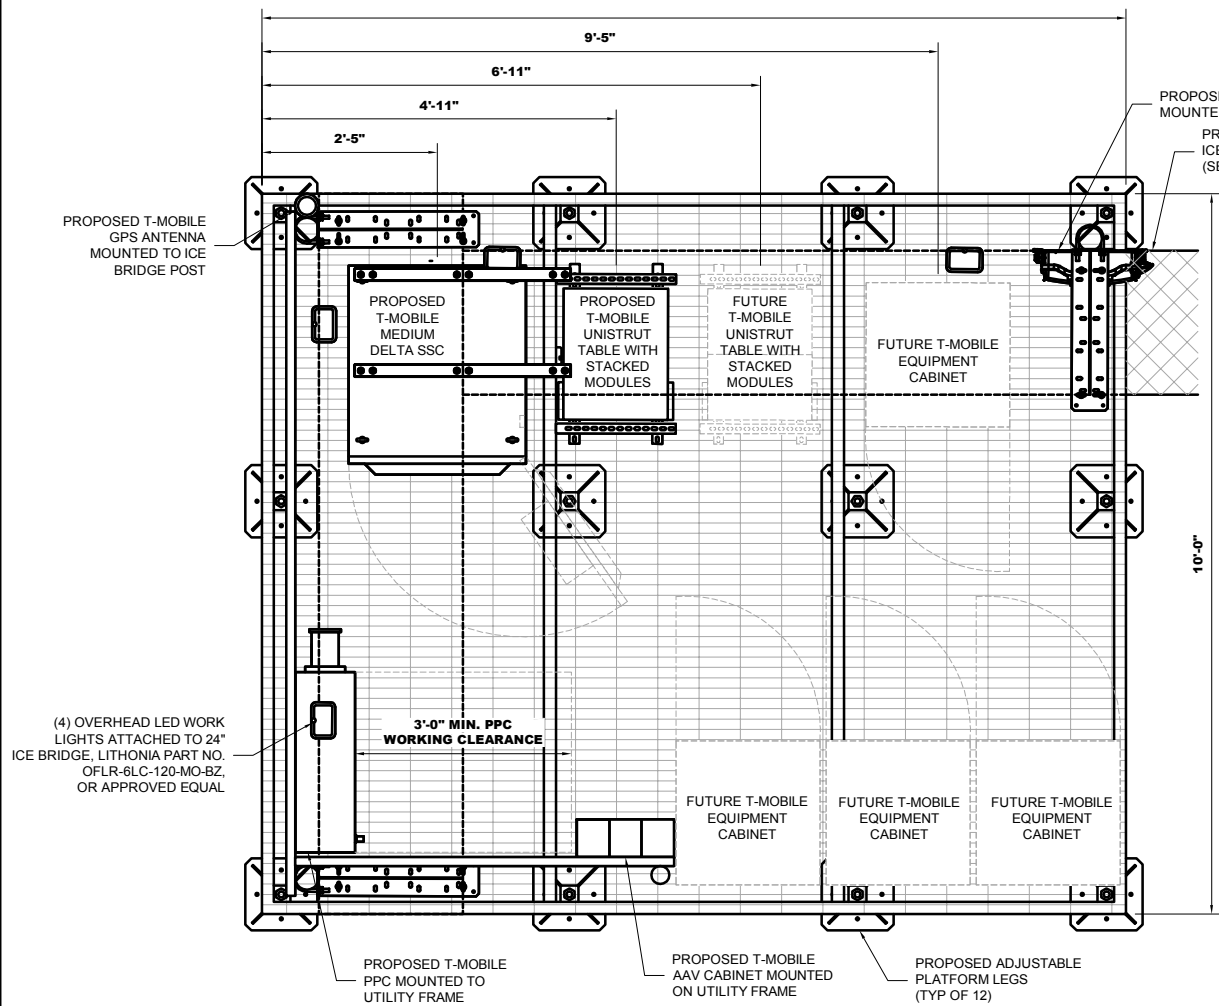 9'-5"
6'-11"
4'-11"
2'-5"
MOUNTE
ICE
(SE
PROPOSED T-MOBILE
GPS ANTENNA
MOUNTED TO ICE
BRIDGE POST
PROPOSED
T-MOBILE
MEDIUM
DELTA SSC
PROPOSED
T-MOBILE
UNISTRUT
TABLE WITH
STACKED
MODULES
FUTURE
T-MOBILE
UNISTRUT
TABLE WITH
STACKED
MODULES
FUTURE T-MOBILE
EQUIPMENT
CABINET
10'-0"
(4) OVERHEAD LED WORK
LIGHTS ATTACHED TO 24"
ICE BRIDGE, LITHONIA PART NO.
OFLR-6LC-120-MO-BZ,
OR APPROVED EQUAL
3'-0" MIN. PPC
WORKING CLEARANCE
FUTURE T-MOBILE
EQUIPMENT
CABINET
FUTURE T-MOBILE
EQUIPMENT
CABINET
FUTURE T-MOBILE
EQUIPMENT
CABINET
PROPOSED T-MOBILE
PPC MOUNTED TO
UTILITY FRAME
PROPOSED T-MOBILE
AAV CABINET MOUNTED
ON UTILITY FRAME
PROPOSED ADJUSTABLE
PLATFORM LEGS
(TYP OF 12)